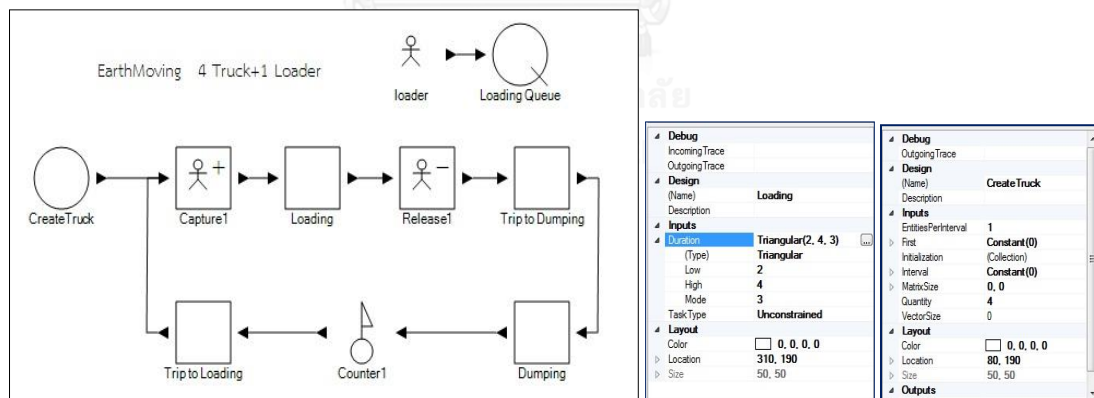 EarthMoving 4 Truck+1 Loader
loader
Loading Queue
CreateTruck
Capture1
Loading
Release1
Trip to Dumping
Trip to Loading
Counter1
Dumping
Debug
IncomingTrace
OutgoingTrace
Design
(Name) Loading
Description
Inputs
Duration Triangular(2, 4, 3) ...
(Type) Triangular
Low 2
High 4
Mode 3
TaskType Unconstrained
Layout
Color 0, 0, 0, 0
Location 310, 190
Size 50, 50
Debug
OutgoingTrace
Design
(Name) CreateTruck
Description
Inputs
EntitiesPerInterval 1
First Constant(0)
Initialization (Collection)
Interval Constant(0)
MatrixSize 0, 0
Quantity 4
VectorSize 0
Layout
Color 0, 0, 0, 0
Location 80, 190
Size 50, 50
Outputs